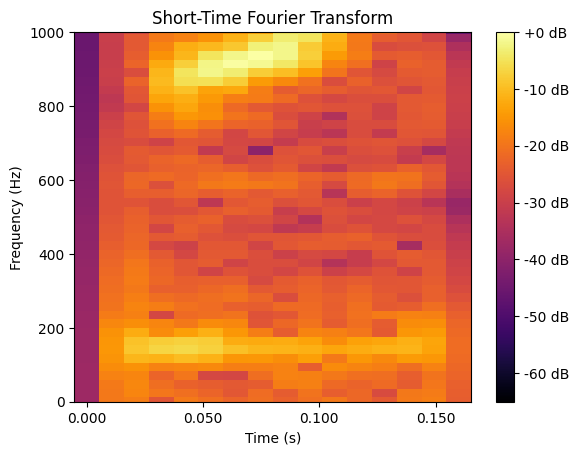 Short-Time Fourier Transform
1000
800
600
400
200
0
Frequency (Hz)
0.000
0.050
0.100
0.150
Time (s)
+0 dB
-10 dB
-20 dB
-30 dB
-40 dB
-50 dB
-60 dB